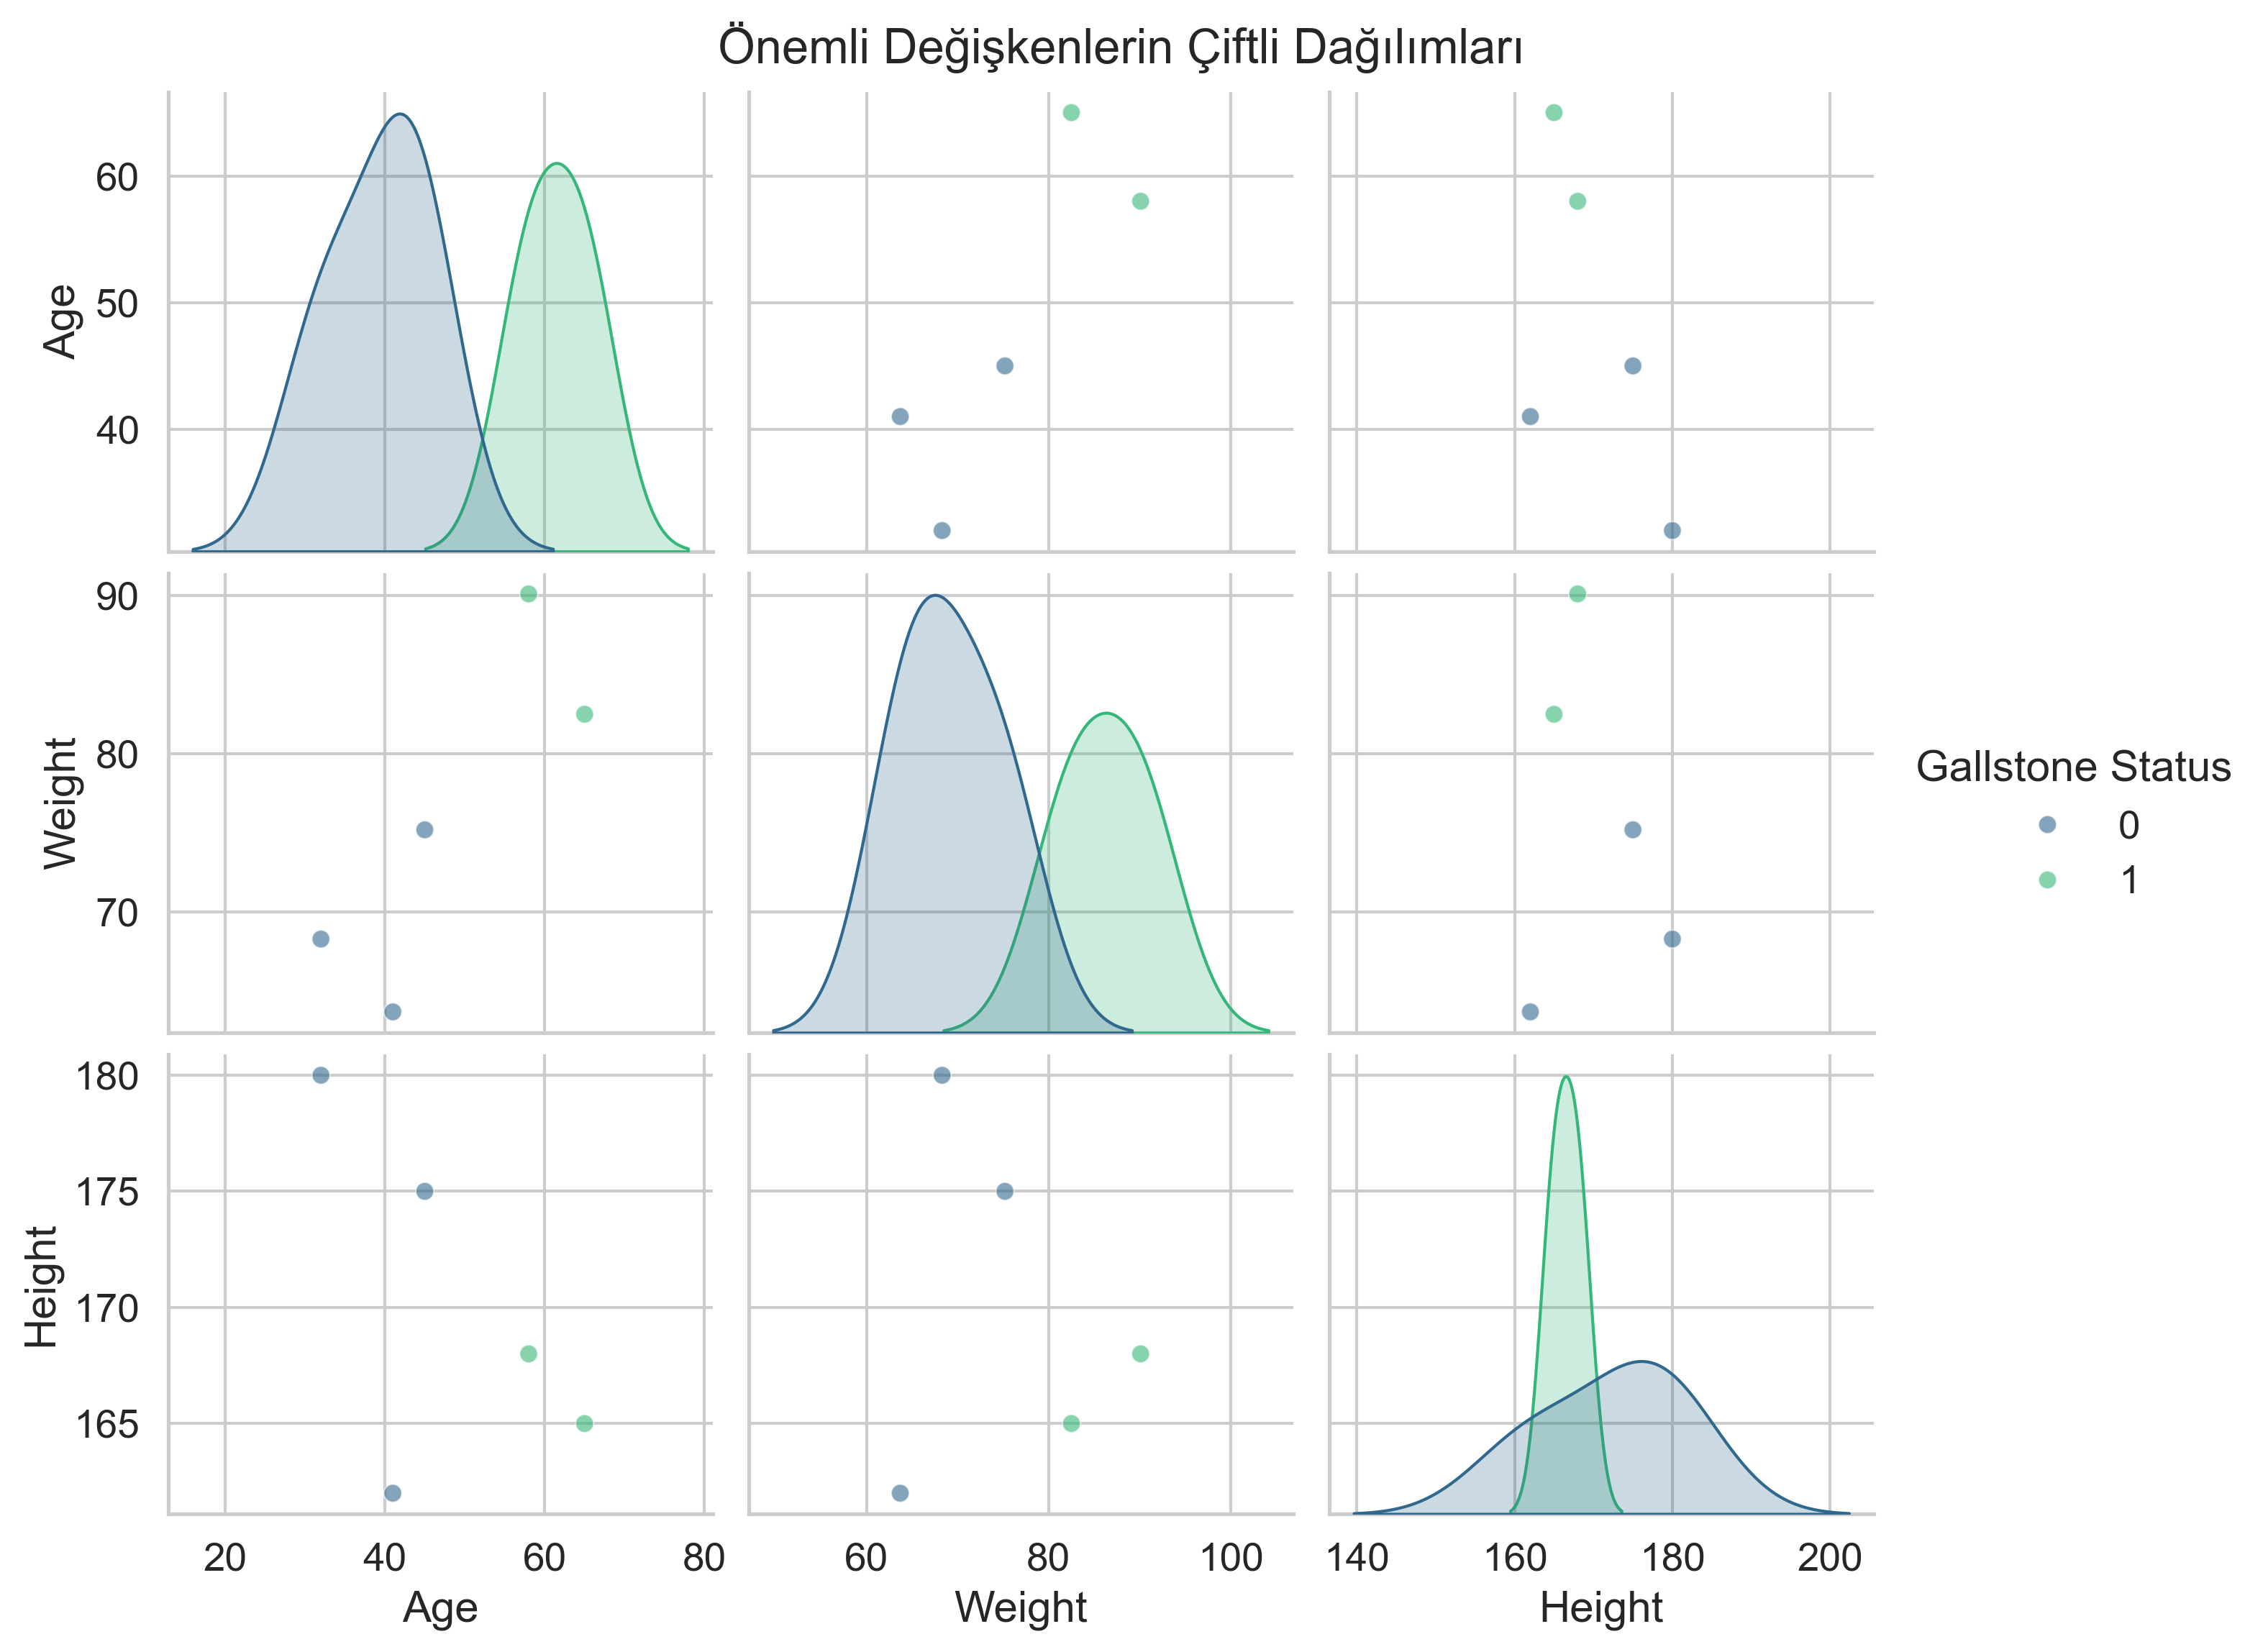 Önemli Değişkenlerin Çiftli Dağılımları
60
50
40
Age
90
80
70
Weight
180
175
170
165
Height
20 40 60 80
Age
60 80 100
Weight
140 160 180 200
Height
Gallstone Status
0
1